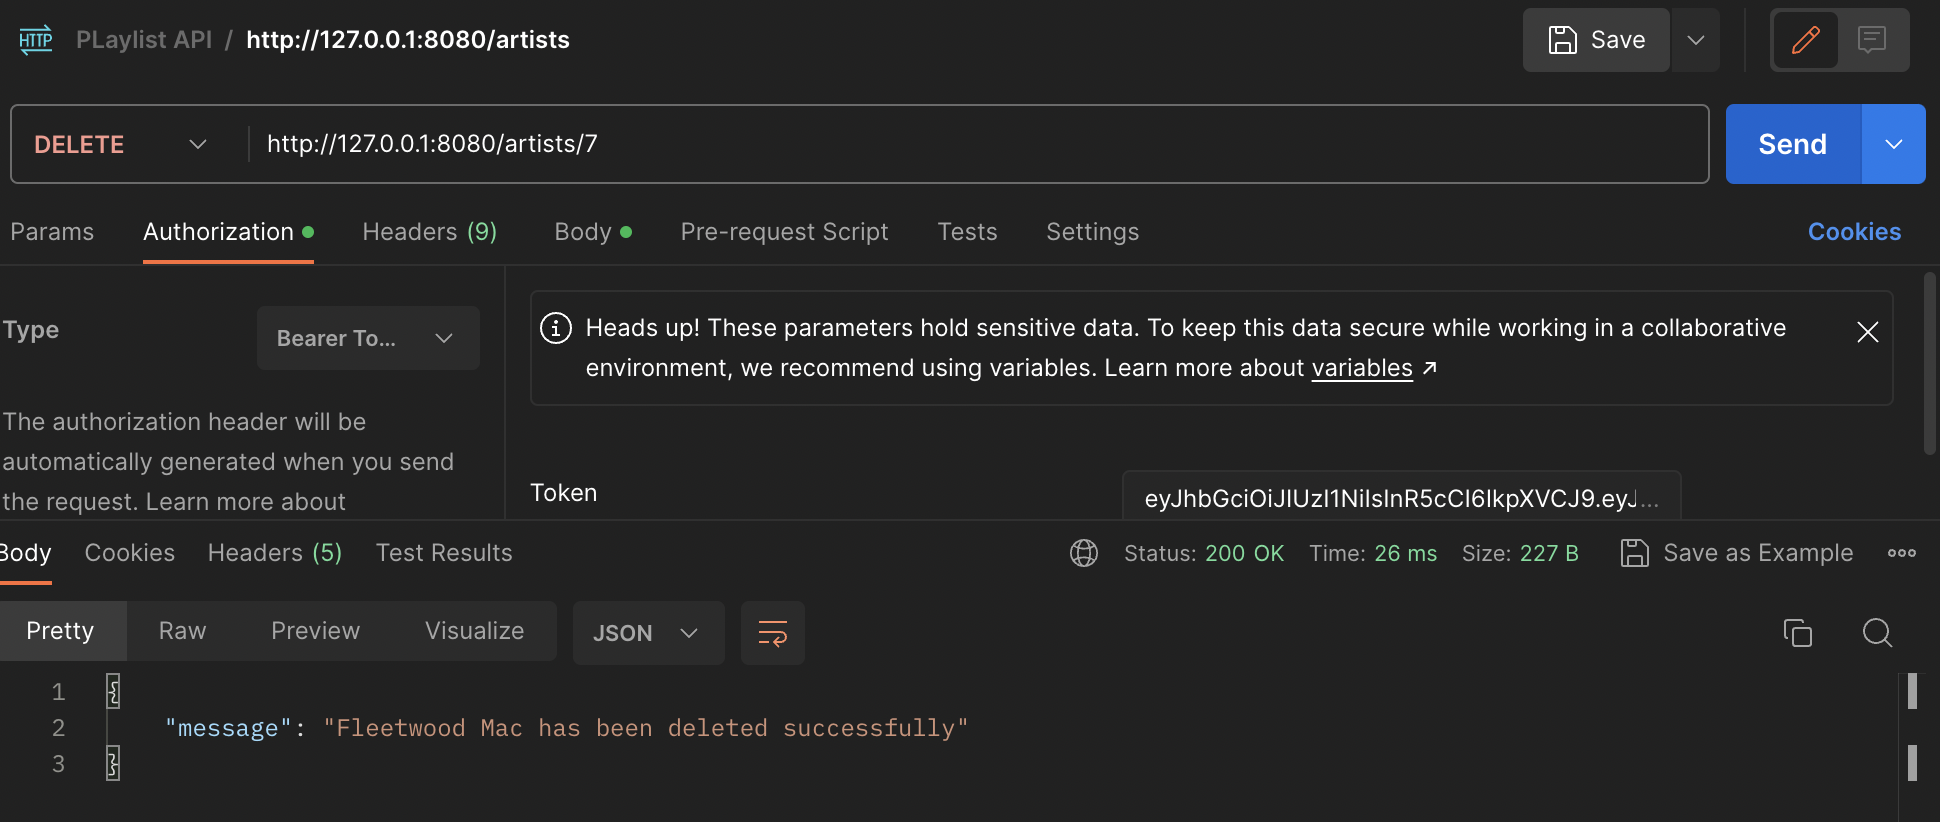 HTTP PLaylist API / http://127.0.0.1:8080/artists Save
DELETE http://127.0.0.1:8080/artists/7 Send
Params Authorization Headers (9) Body Pre-request Script Tests Settings Cookies
Type Bearer To...
Heads up! These parameters hold sensitive data. To keep this data secure while working in a collaborative
environment, we recommend using variables. Learn more about variables ↗
The authorization header will be
automatically generated when you send
the request. Learn more about
Token eyJhbGciOiJIUzI1NiIsInR5cCI6IkpXVCJ9.eyJ...
Body Cookies Headers (5) Test Results Status: 200 OK Time: 26 ms Size: 227 B Save as Example
Pretty Raw Preview Visualize JSON
1 {
2 "message": "Fleetwood Mac has been deleted successfully"
3 }